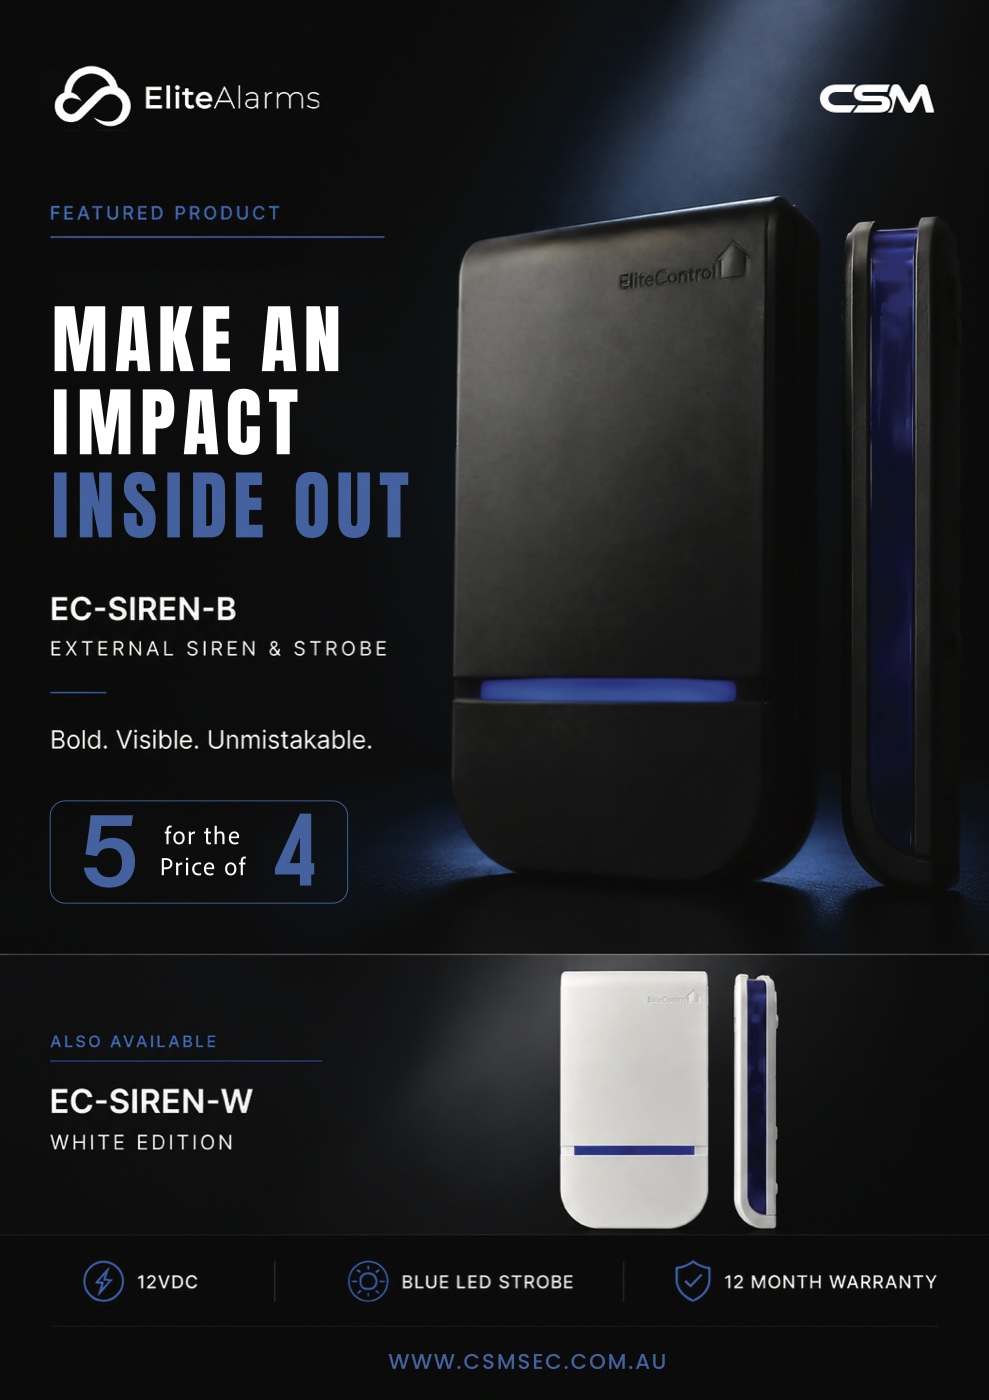 EliteAlarms
CSM
FEATURED PRODUCT
EliteControl
MAKE AN
IMPACT
INSIDE OUT
EC-SIREN-B
EXTERNAL SIREN & STROBE
Bold. Visible. Unmistakable.
5 for the Price of 4
ALSO AVAILABLE
EliteControl
EC-SIREN-W
WHITE EDITION
12VDC
BLUE LED STROBE
12 MONTH WARRANTY
WWW.CSMSEC.COM.AU